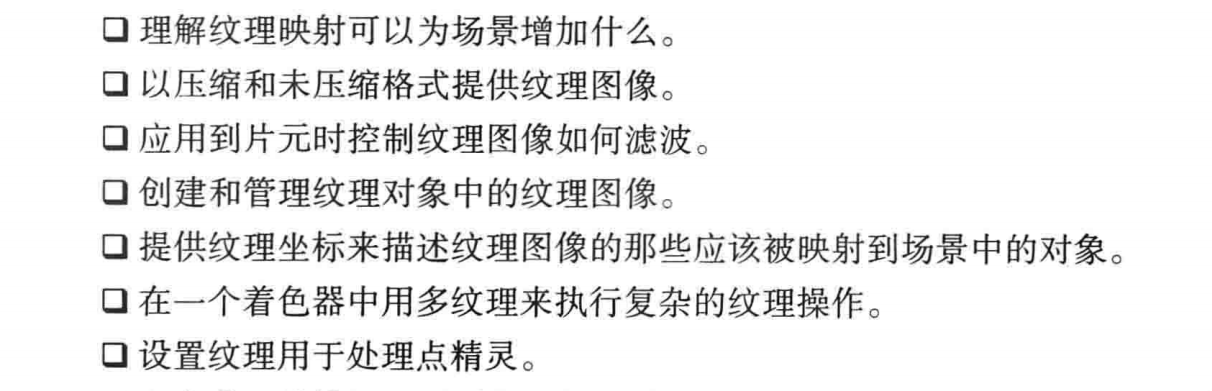 ❑ 理解纹理映射可以为场景增加什么。
❑ 以压缩和未压缩格式提供纹理图像。
❑ 应用到片元时控制纹理图像如何滤波。
❑ 创建和管理纹理对象中的纹理图像。
❑ 提供纹理坐标来描述纹理图像的那些应该被映射到场景中的对象。
❑ 在一个着色器中用多纹理来执行复杂的纹理操作。
❑ 设置纹理用于处理点精灵。